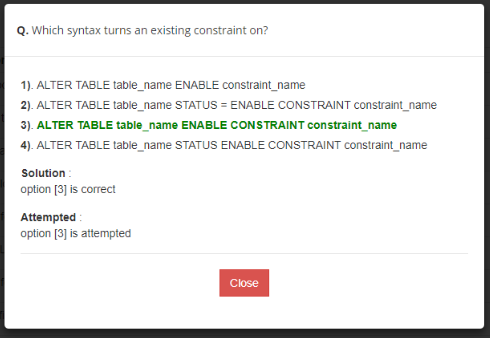 Q. Which syntax turns an existing constraint on?
1). ALTER TABLE table_name ENABLE constraint_name
2). ALTER TABLE table_name STATUS = ENABLE CONSTRAINT constraint_name
3). ALTER TABLE table_name ENABLE CONSTRAINT constraint_name
4). ALTER TABLE table_name STATUS ENABLE CONSTRAINT constraint_name
Solution :
option [3] is correct
Attempted :
option [3] is attempted
Close